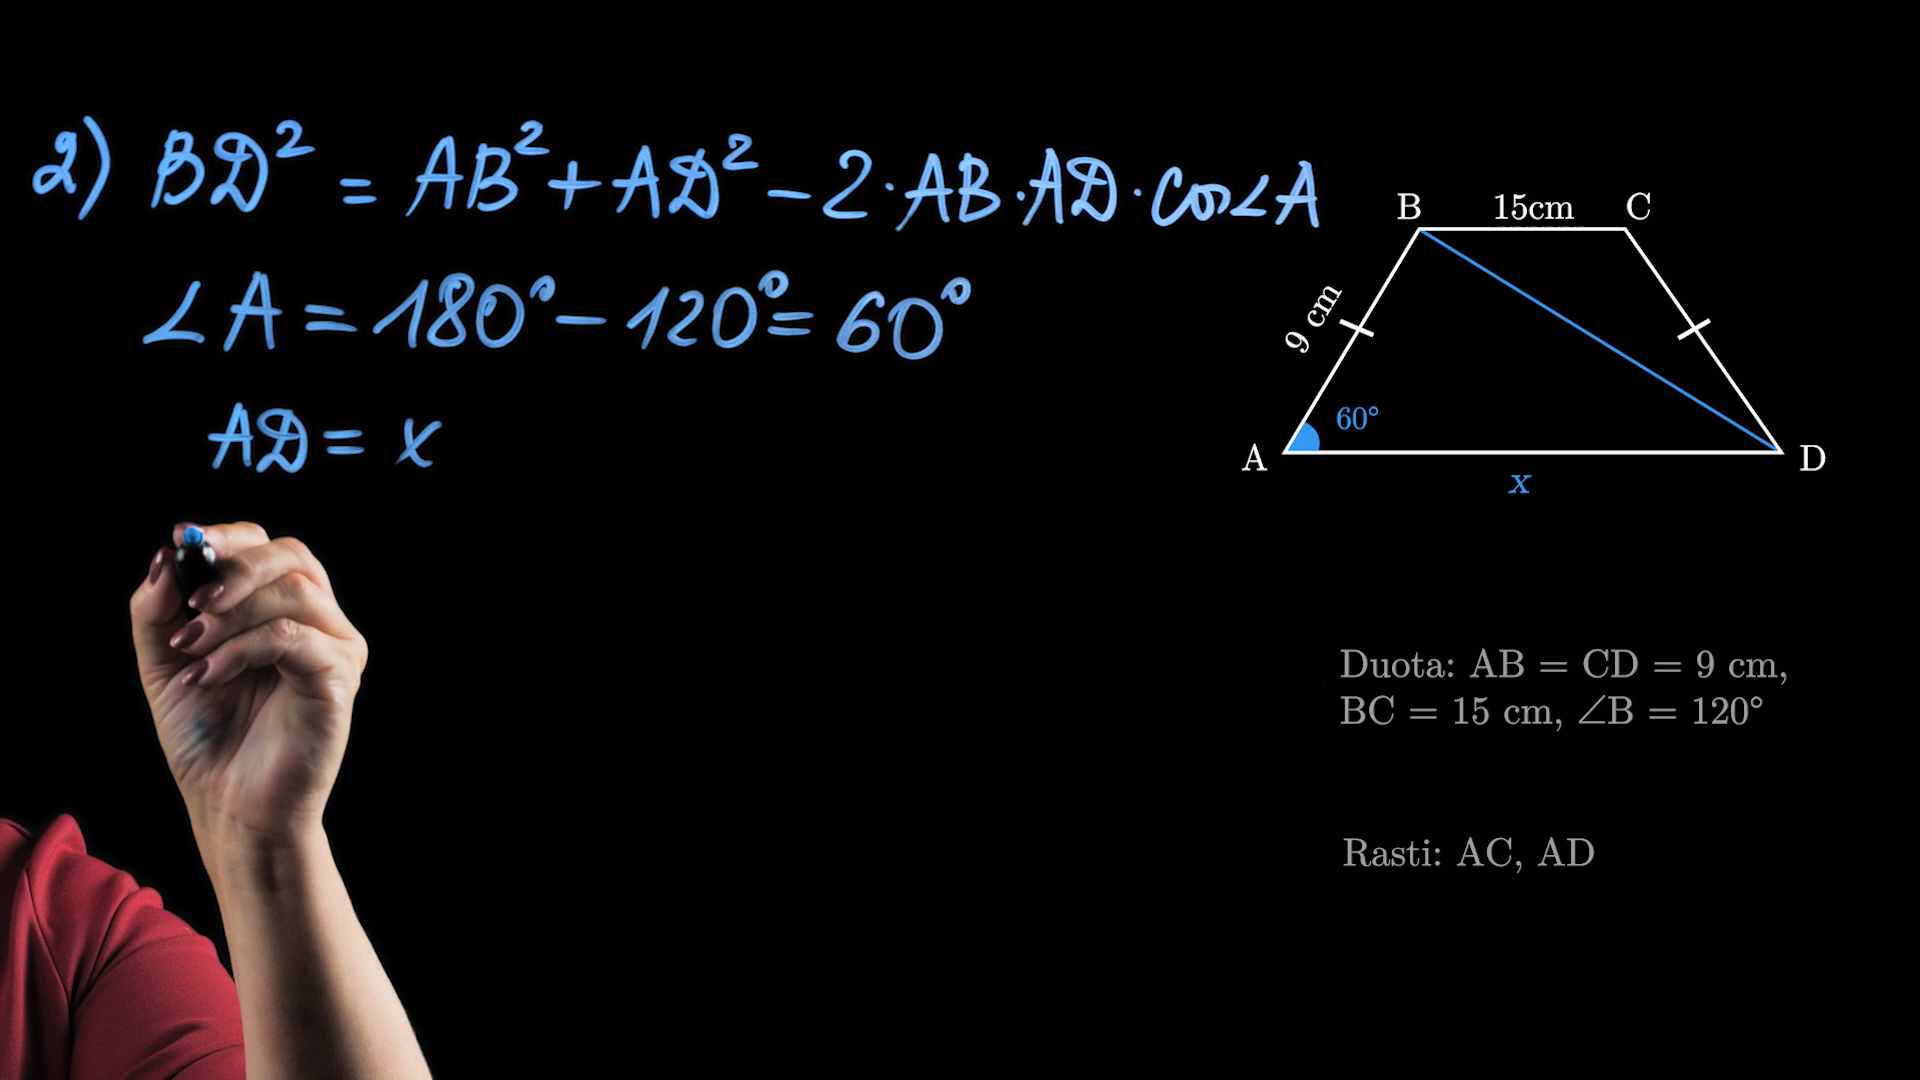 2) BD² = AB² + AD² − 2 · AB · AD · cos∠A
∠A = 180° − 120° = 60°
AD = x
B 15cm C
9 cm
60°
A D
x
Duota: AB = CD = 9 cm,
BC = 15 cm, ∠B = 120°
Rasti: AC, AD